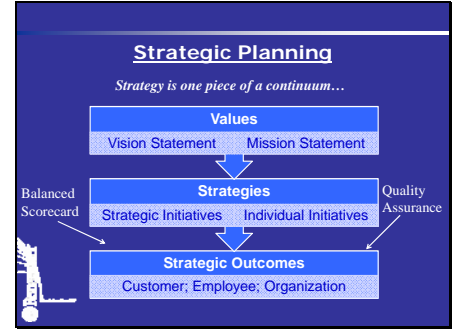 Strategic Planning
Strategy is one piece of a continuum…
Values
Vision Statement Mission Statement
Balanced Scorecard
Strategies
Strategic Initiatives Individual Initiatives
Quality Assurance
Strategic Outcomes
Customer; Employee; Organization